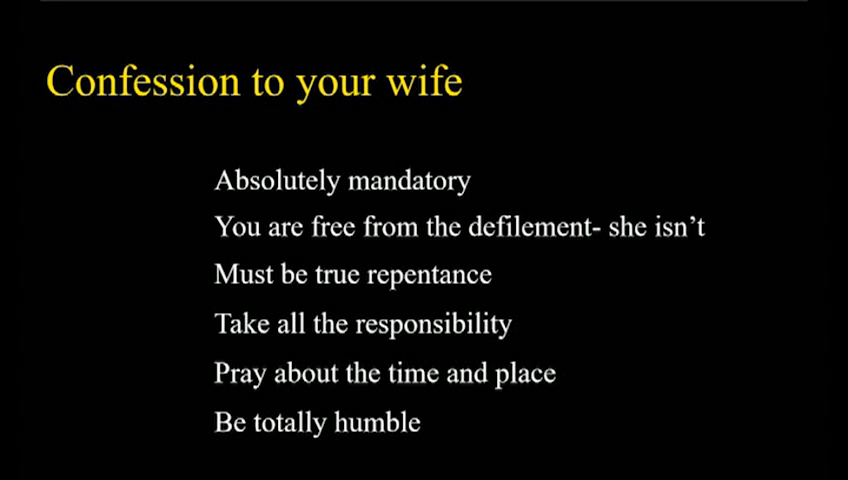 Confession to your wife
Absolutely mandatory
You are free from the defilement- she isn’t
Must be true repentance
Take all the responsibility
Pray about the time and place
Be totally humble